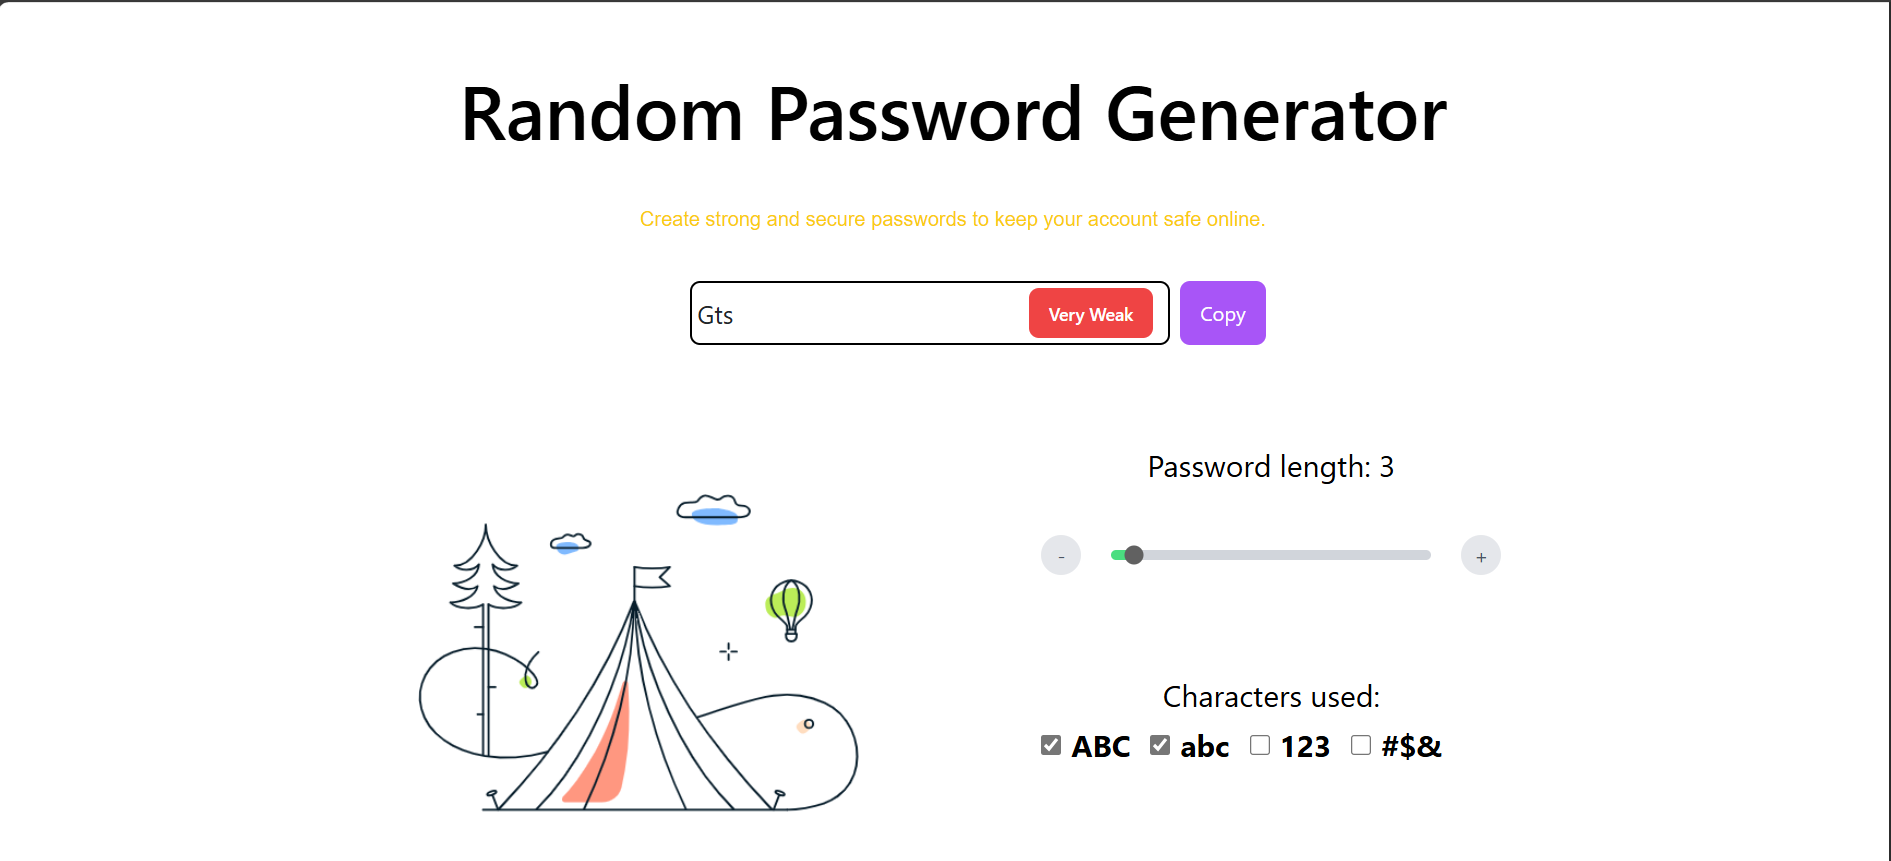 Random Password Generator
Create strong and secure passwords to keep your account safe online.
Gts Very Weak Copy
Password length: 3
- +
Characters used:
ABC abc 123 #$&